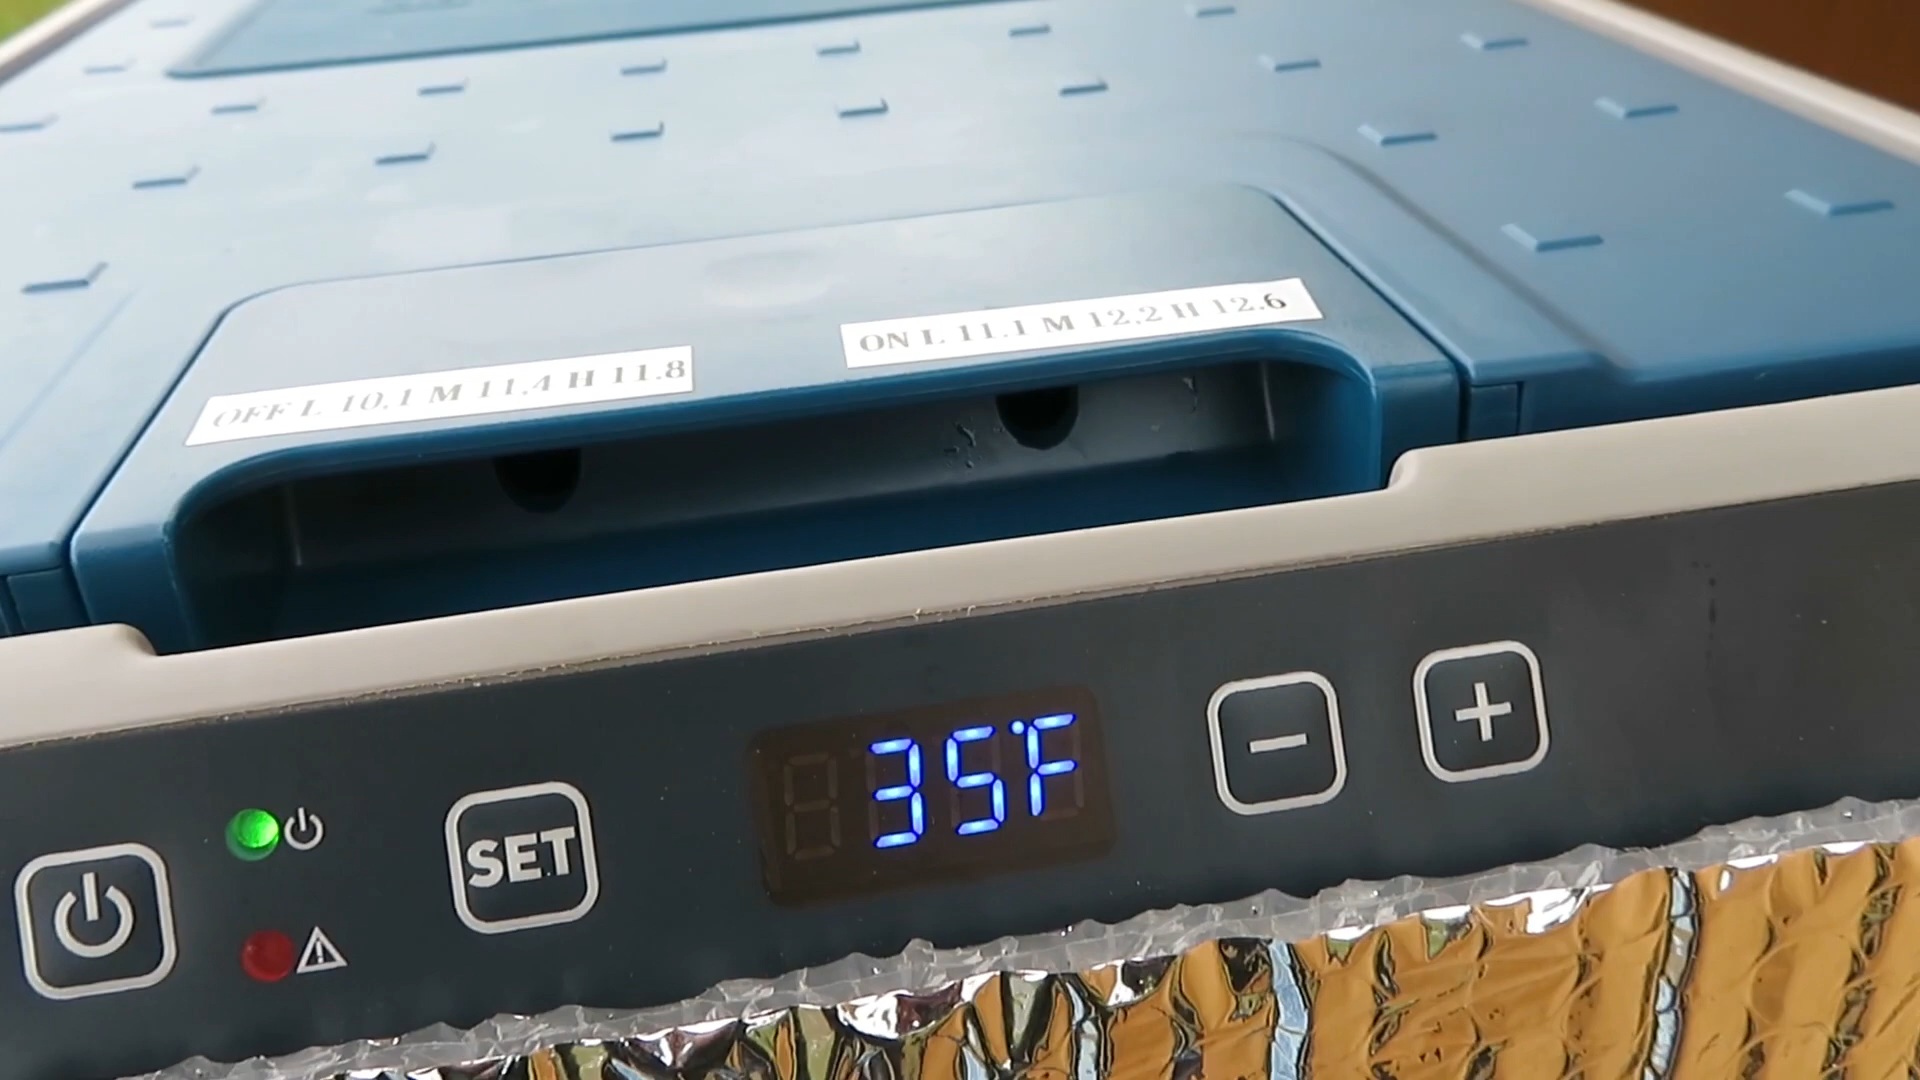 OFF L 10.1 M 11.4 H 11.8
ON L 11.1 M 12.2 H 12.6
SET
35°F